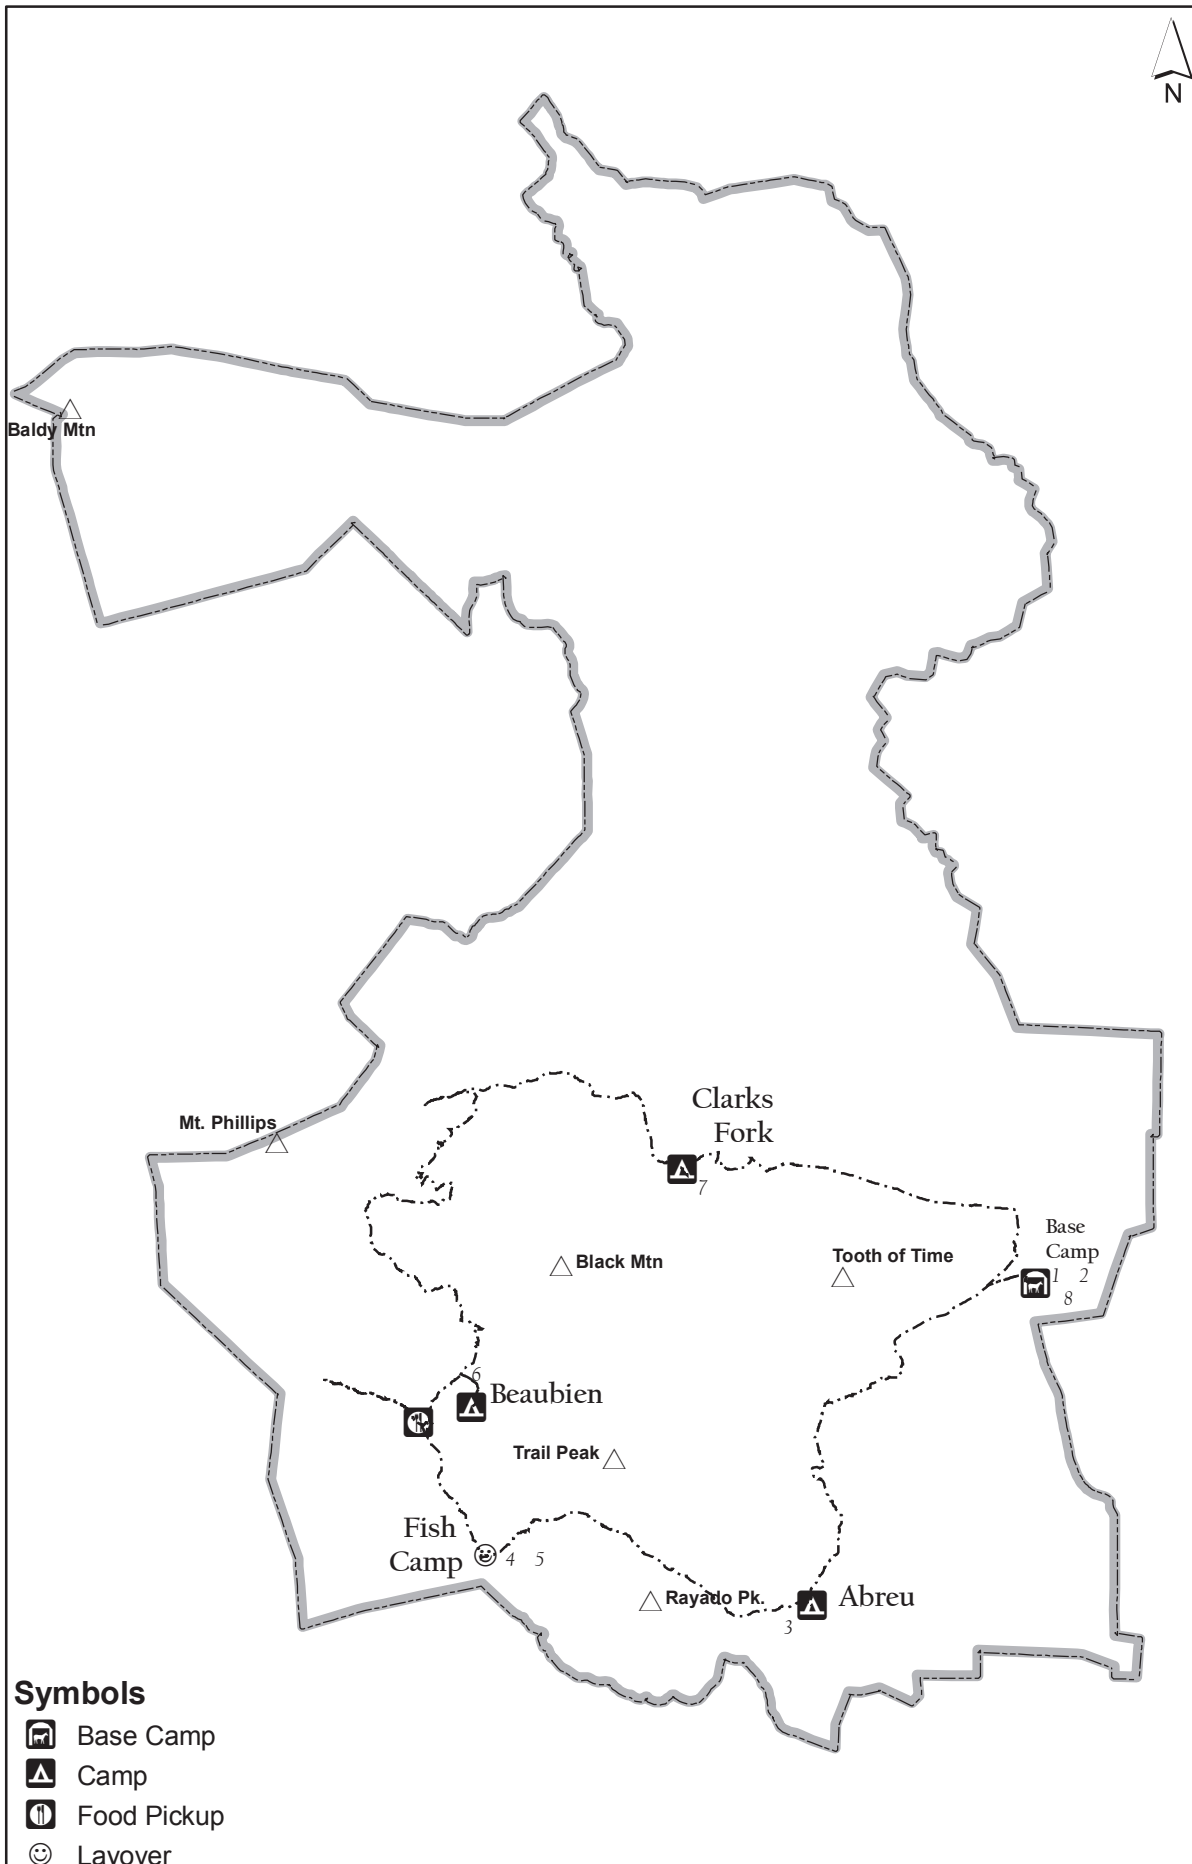 N
Baldy Mtn
Mt. Phillips
Clarks
Fork
7
Base
Camp
1 2
8
Black Mtn
Tooth of Time
6
Beaubien
Trail Peak
Fish
Camp
4 5
Rayado Pk.
Abreu
3
Symbols
Base Camp
Camp
Food Pickup
Layover